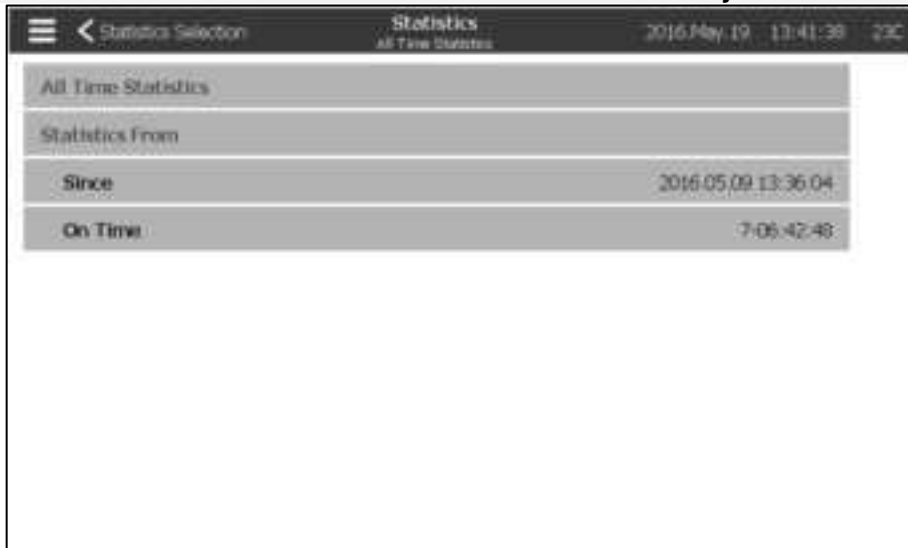 Statistics Selection Statistics 2016.May 19 13:41:38 23C
All Time Statistics
All Time Statistics
Statistics From
Since 2016.05.09 13:36:04
On Time 7-06:42:48